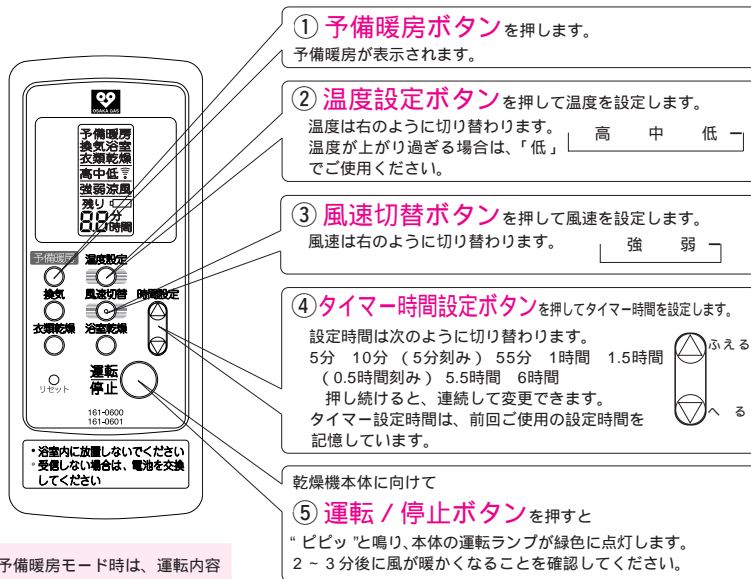 OSAKA GAS
予備暖房
換気浴室
衣類乾燥
高中低
強弱涼風
残り
88分
時間
予備暖房 温度設定
換気 風速切替 時間設定
衣類乾燥 浴室乾燥
リセット
運転
停止
161-0600
161-0601
・浴室内に放置しないでください
・受信しない場合は、電池を交換
してください
予備暖房モード時は、運転内容
① 予備暖房ボタンを押します。
予備暖房が表示されます。
② 温度設定ボタンを押して温度を設定します。
温度は右のように切り替わります。
温度が上がり過ぎる場合は、「低」
でご使用ください。
高 中 低
③ 風速切替ボタンを押して風速を設定します。
風速は右のように切り替わります。
強 弱
④タイマー時間設定ボタンを押してタイマー時間を設定します。
設定時間は次のように切り替わります。
5分 10分 (5分刻み) 55分 1時間 1.5時間
(0.5時間刻み) 5.5時間 6時間
押し続けると、連続して変更できます。
タイマー設定時間は、前回ご使用の設定時間を
記憶しています。
ふえる
へる
乾燥機本体に向けて
⑤ 運転/停止ボタンを押すと
“ピピッ”と鳴り、本体の運転ランプが緑色に点灯します。
2~3分後に風が暖かくなることを確認してください。